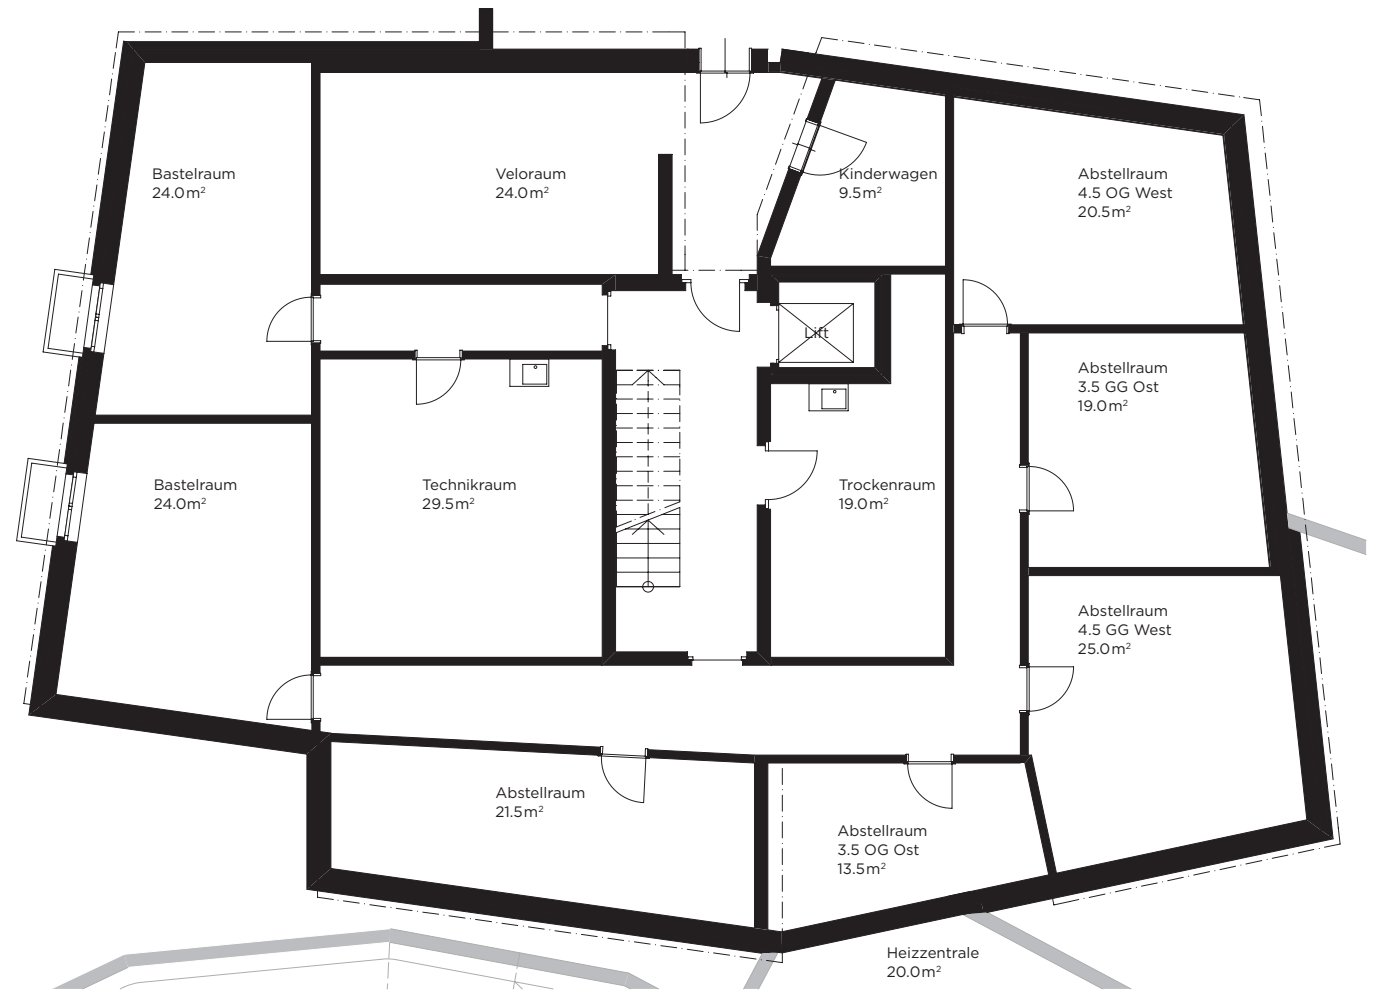 Bastelraum
24.0m²
Veloraum
24.0m²
Kinderwagen
9.5m²
Abstellraum
4.5 OG West
20.5m²
Lift
Abstellraum
3.5 GG Ost
19.0m²
Bastelraum
24.0m²
Technikraum
29.5m²
Trockenraum
19.0m²
Abstellraum
4.5 GG West
25.0m²
Abstellraum
21.5m²
Abstellraum
3.5 OG Ost
13.5m²
Heizzentrale
20.0m²